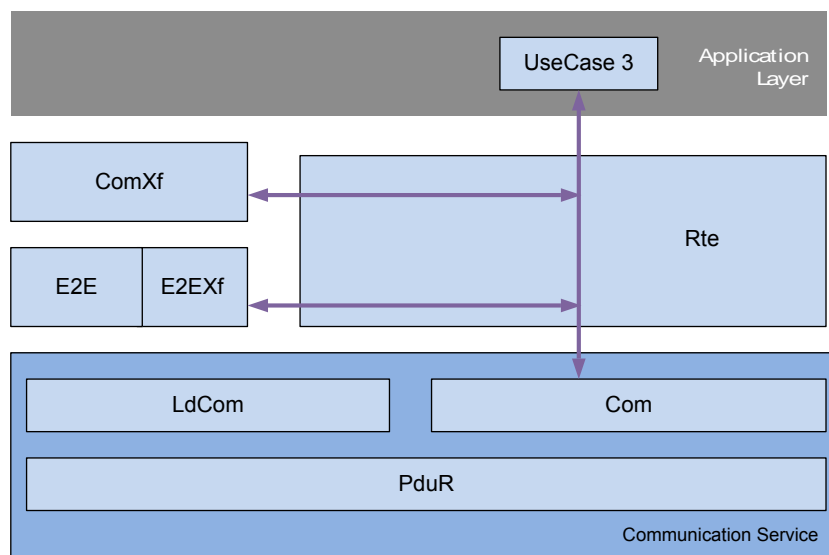 UseCase 3
Application
Layer
ComXf
Rte
E2E
E2EXf
LdCom
Com
PduR
Communication Service